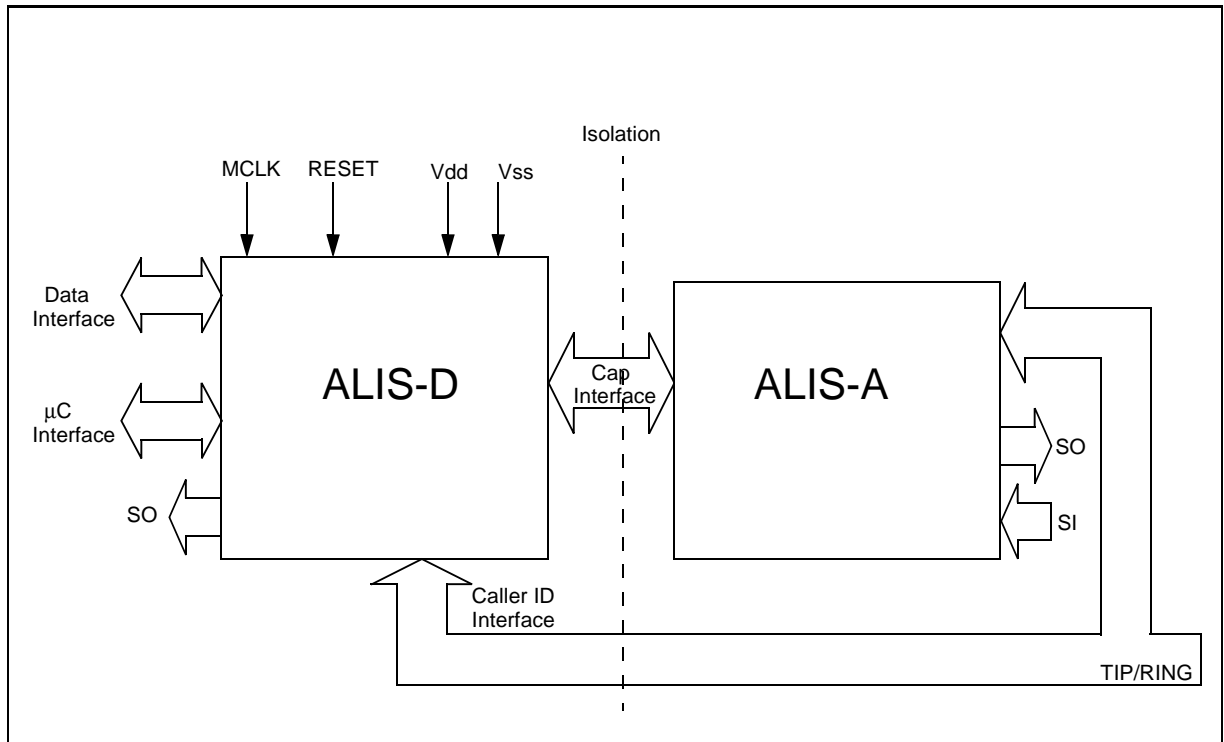 Isolation
MCLK RESET Vdd Vss
Data
Interface
ALIS-D
Cap
Interface
ALIS-A
μC
Interface
SO
SO
SI
Caller ID
Interface
TIP/RING